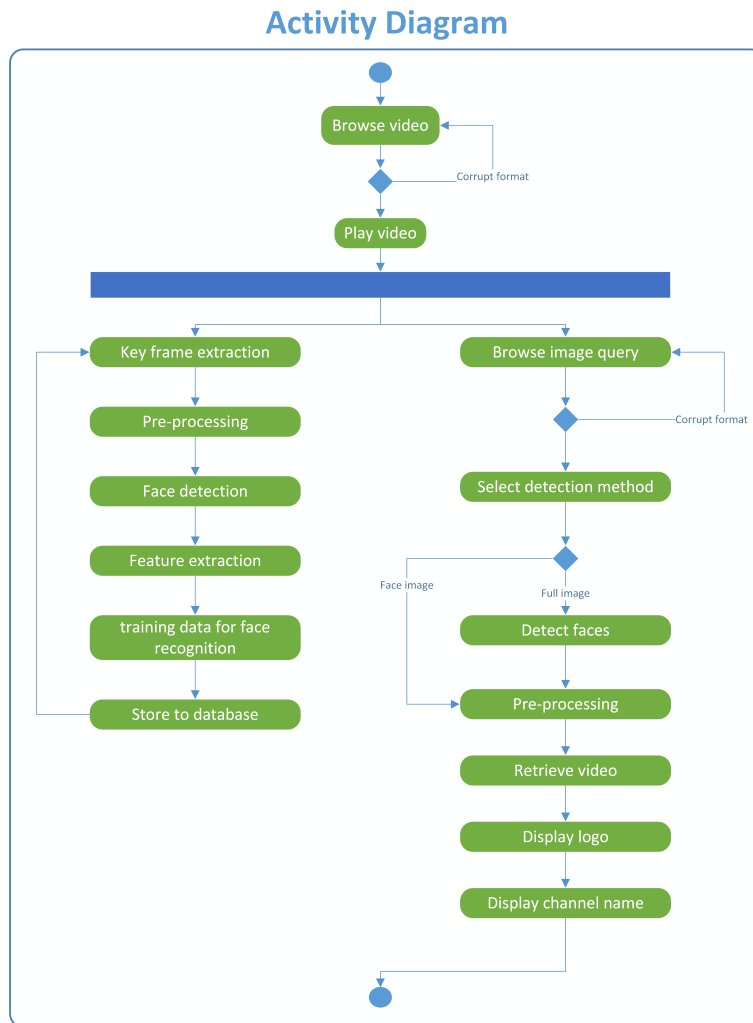 Activity Diagram
Browse video
Corrupt format
Play video
Key frame extraction
Browse image query
Pre-processing
Corrupt format
Face detection
Select detection method
Feature extraction
Face image
Full image
training data for face
recognition
Detect faces
Store to database
Pre-processing
Retrieve video
Display logo
Display channel name